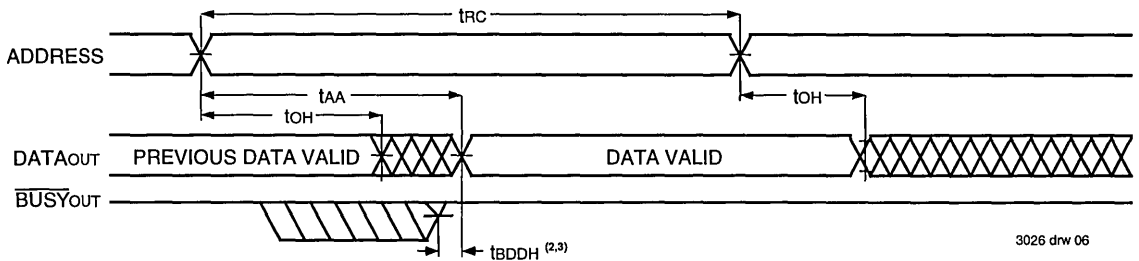 tRC
ADDRESS
tAA
tOH
tOH
DATAOUT
PREVIOUS DATA VALID
DATA VALID
BUSYOUT
tBDDH (2,3)
3026 drw 06